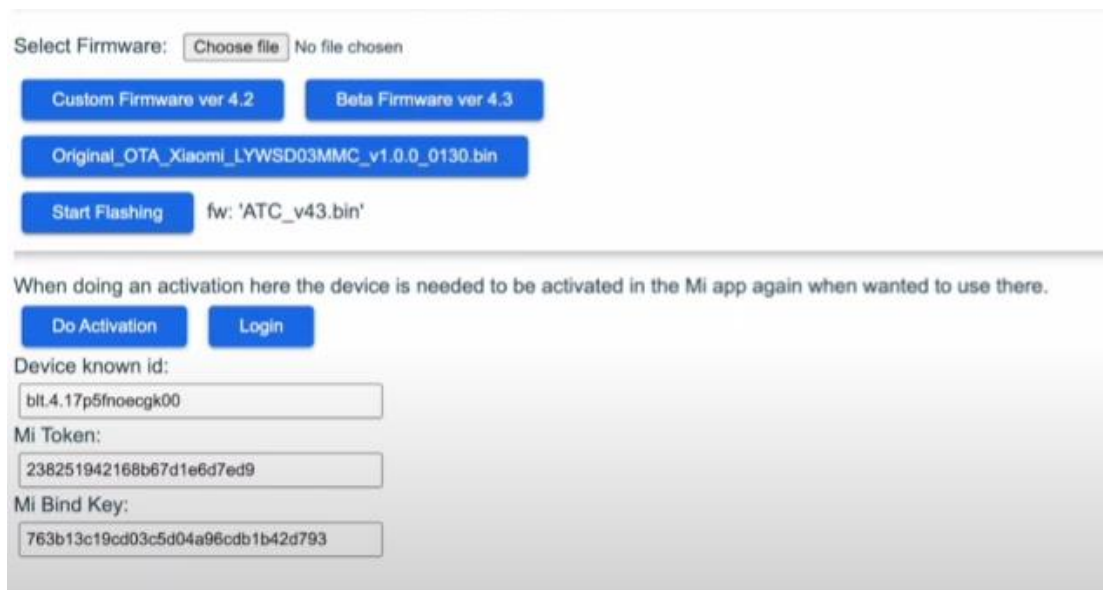 Select Firmware: Choose file No file chosen
Custom Firmware ver 4.2 Beta Firmware ver 4.3
Original_OTA_Xiaomi_LYWSD03MMC_v1.0.0_0130.bin
Start Flashing fw: 'ATC_v43.bin'
When doing an activation here the device is needed to be activated in the Mi app again when wanted to use there.
Do Activation Login
Device known id:
blt.4.17p5fnoecgk00
Mi Token:
238251942168b67d1e6d7ed9
Mi Bind Key:
763b13c19cd03c5d04a96cdb1b42d793